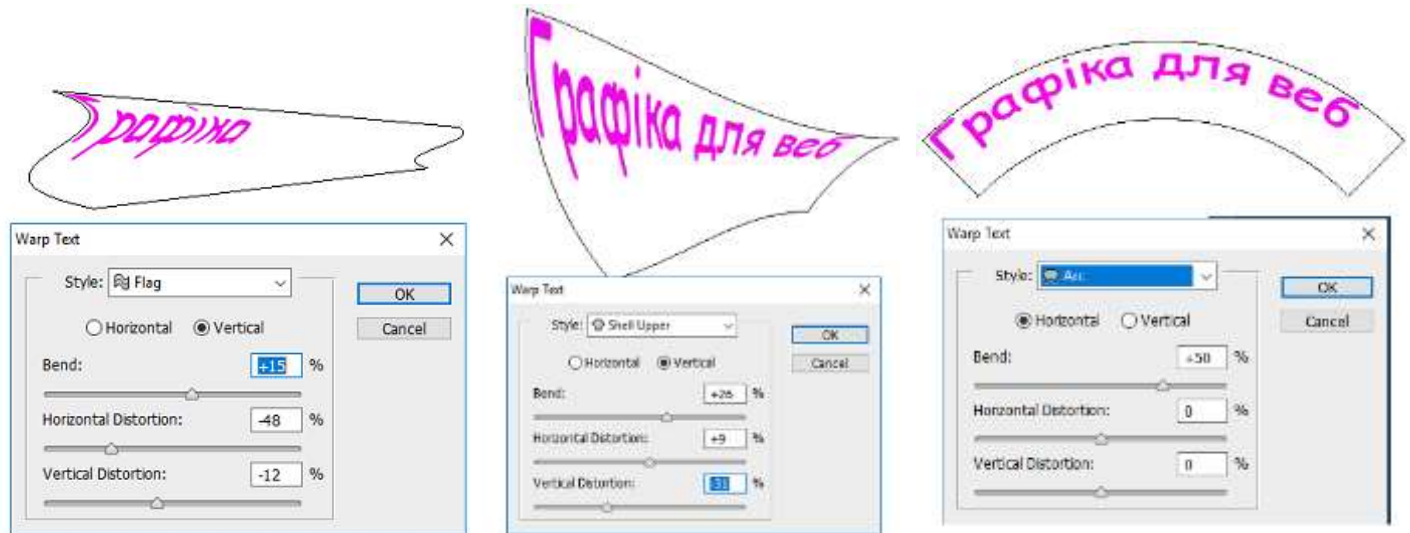 Графіка
Графіка для веб
Графіка для веб
Warp Text
Style: Flag
OK
Horizontal Vertical
Cancel
Bend: +15 %
Horizontal Distortion: -48 %
Vertical Distortion: -12 %
Warp Text
Style: Shell Upper
OK
Horizontal Vertical
Cancel
Bend: +26 %
Horizontal Distortion: +9 %
Vertical Distortion: -31 %
Warp Text
Style: Arc
OK
Horizontal Vertical
Cancel
Bend: +50 %
Horizontal Distortion: 0 %
Vertical Distortion: 0 %